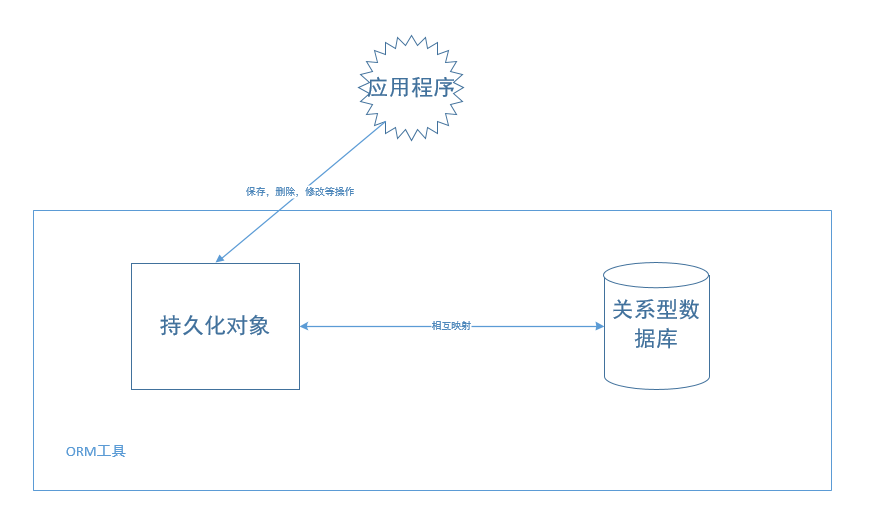 应用程序
保存，删除，修改等操作
持久化对象
相互映射
关系型数
据库
ORM工具